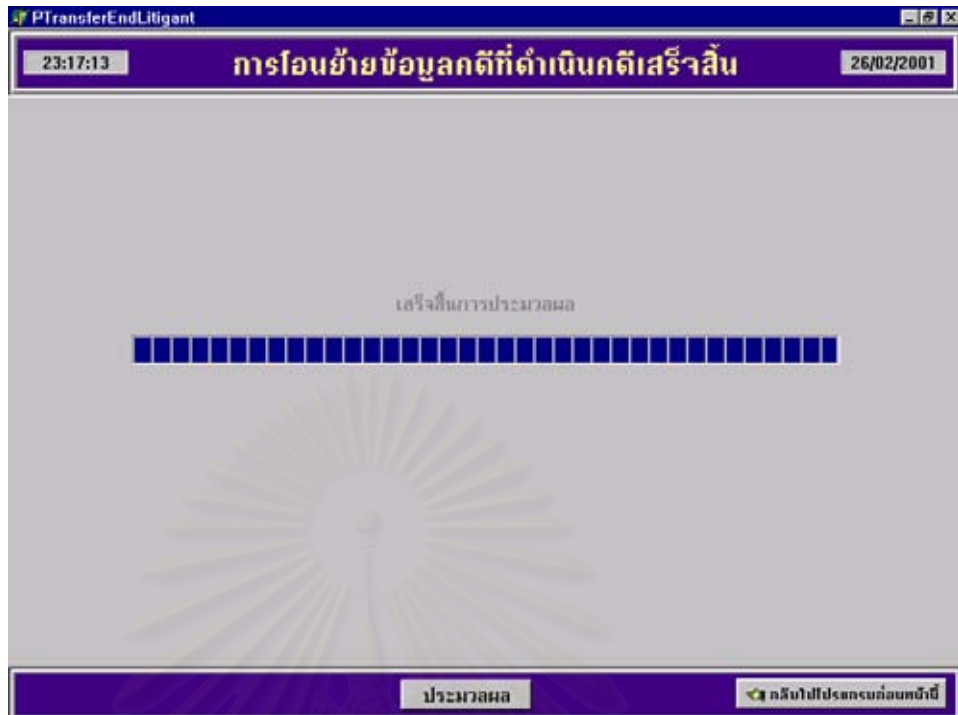 PTransferEndLitigant
23:17:13
การโอนย้ายข้อมูลคดีที่ดำเนินคดีเสร็จสิ้น
26/02/2001
เสร็จสิ้นการประมวลผล
ประมวลผล
กลับไปโปรแกรมก่อนหน้านี้